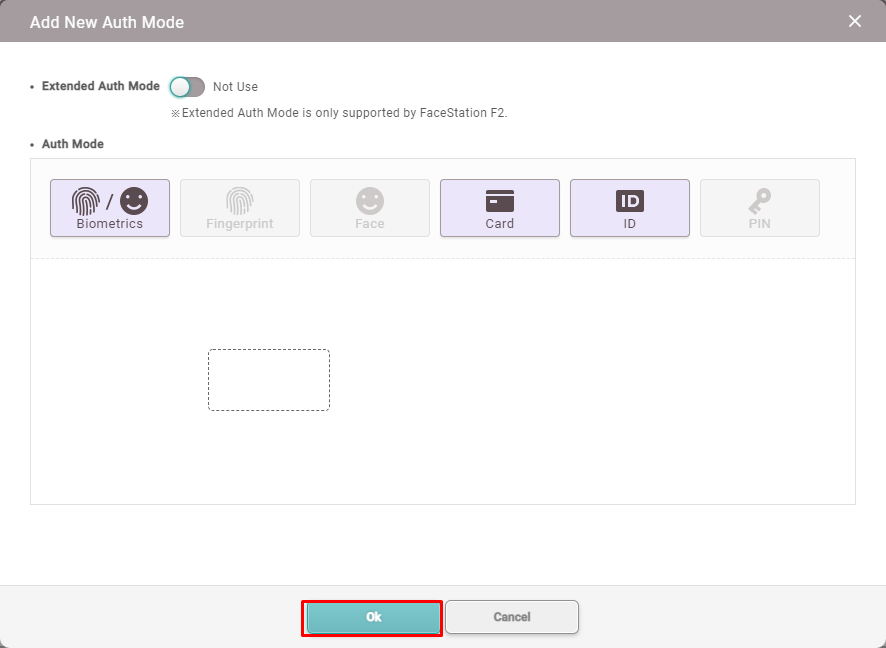 Add New Auth Mode
• Extended Auth Mode Not Use
※Extended Auth Mode is only supported by FaceStation F2.
• Auth Mode
/ ID
Biometrics Fingerprint Face Card ID PIN
Ok Cancel